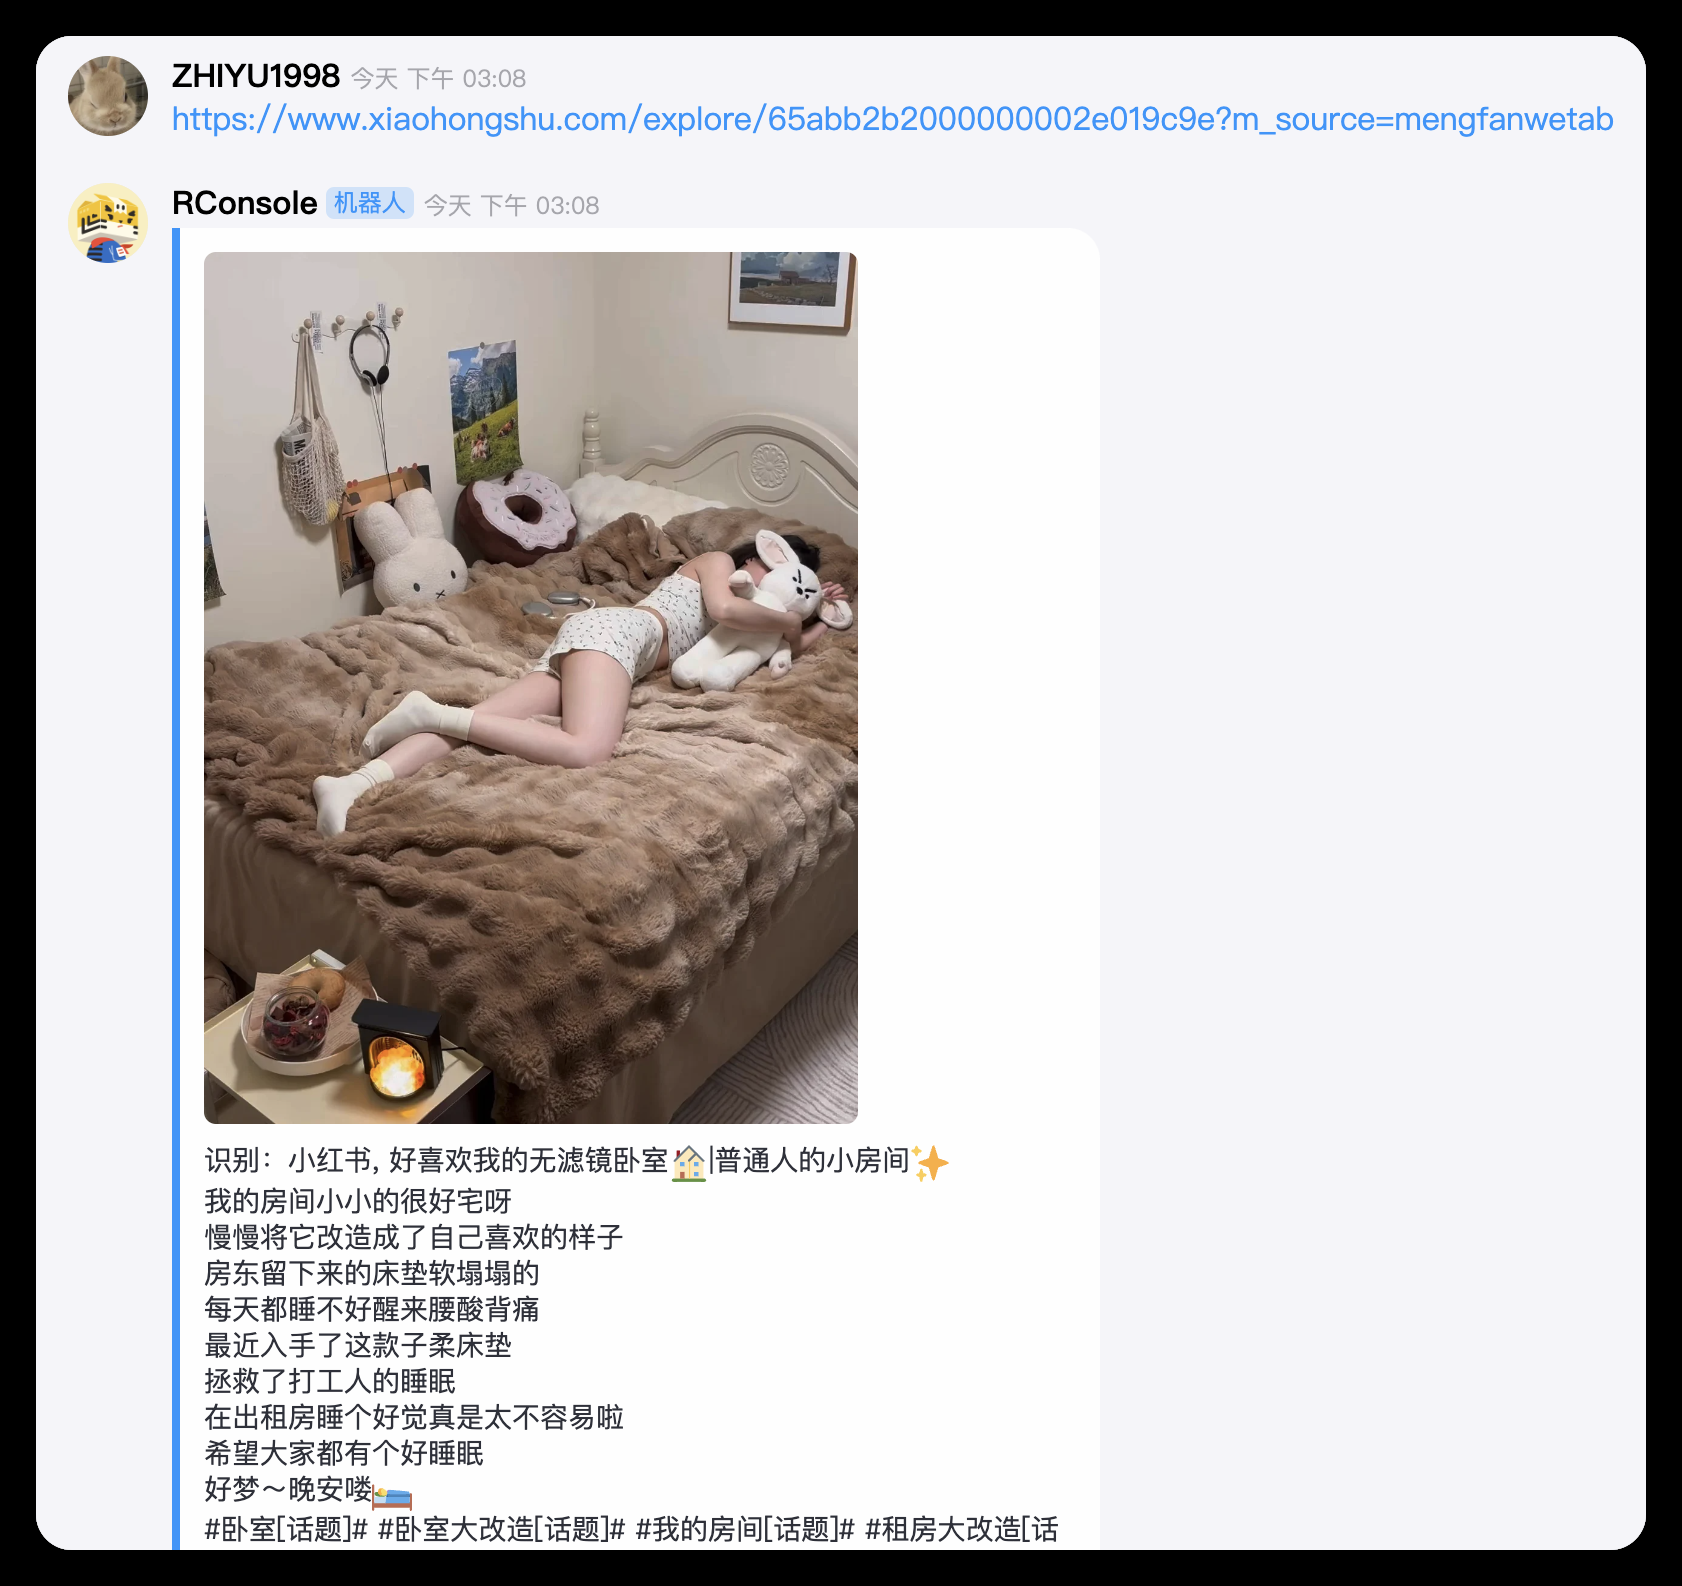 ZHIYU1998 今天 下午 03:08
https://www.xiaohongshu.com/explore/65abb2b2000000002e019c9e?m_source=mengfanwetab
RConsole 机器人 今天 下午 03:08
识别：小红书, 好喜欢我的无滤镜卧室🏠|普通人的小房间✨
我的房间小小的很好宅呀
慢慢将它改造成了自己喜欢的样子
房东留下来的床垫软塌塌的
每天都睡不好醒来腰酸背痛
最近入手了这款子柔床垫
拯救了打工人的睡眠
在出租房睡个好觉真是太不容易啦
希望大家都有个好睡眠
好梦～晚安喽🛌
#卧室[话题]# #卧室大改造[话题]# #我的房间[话题]# #租房大改造[话